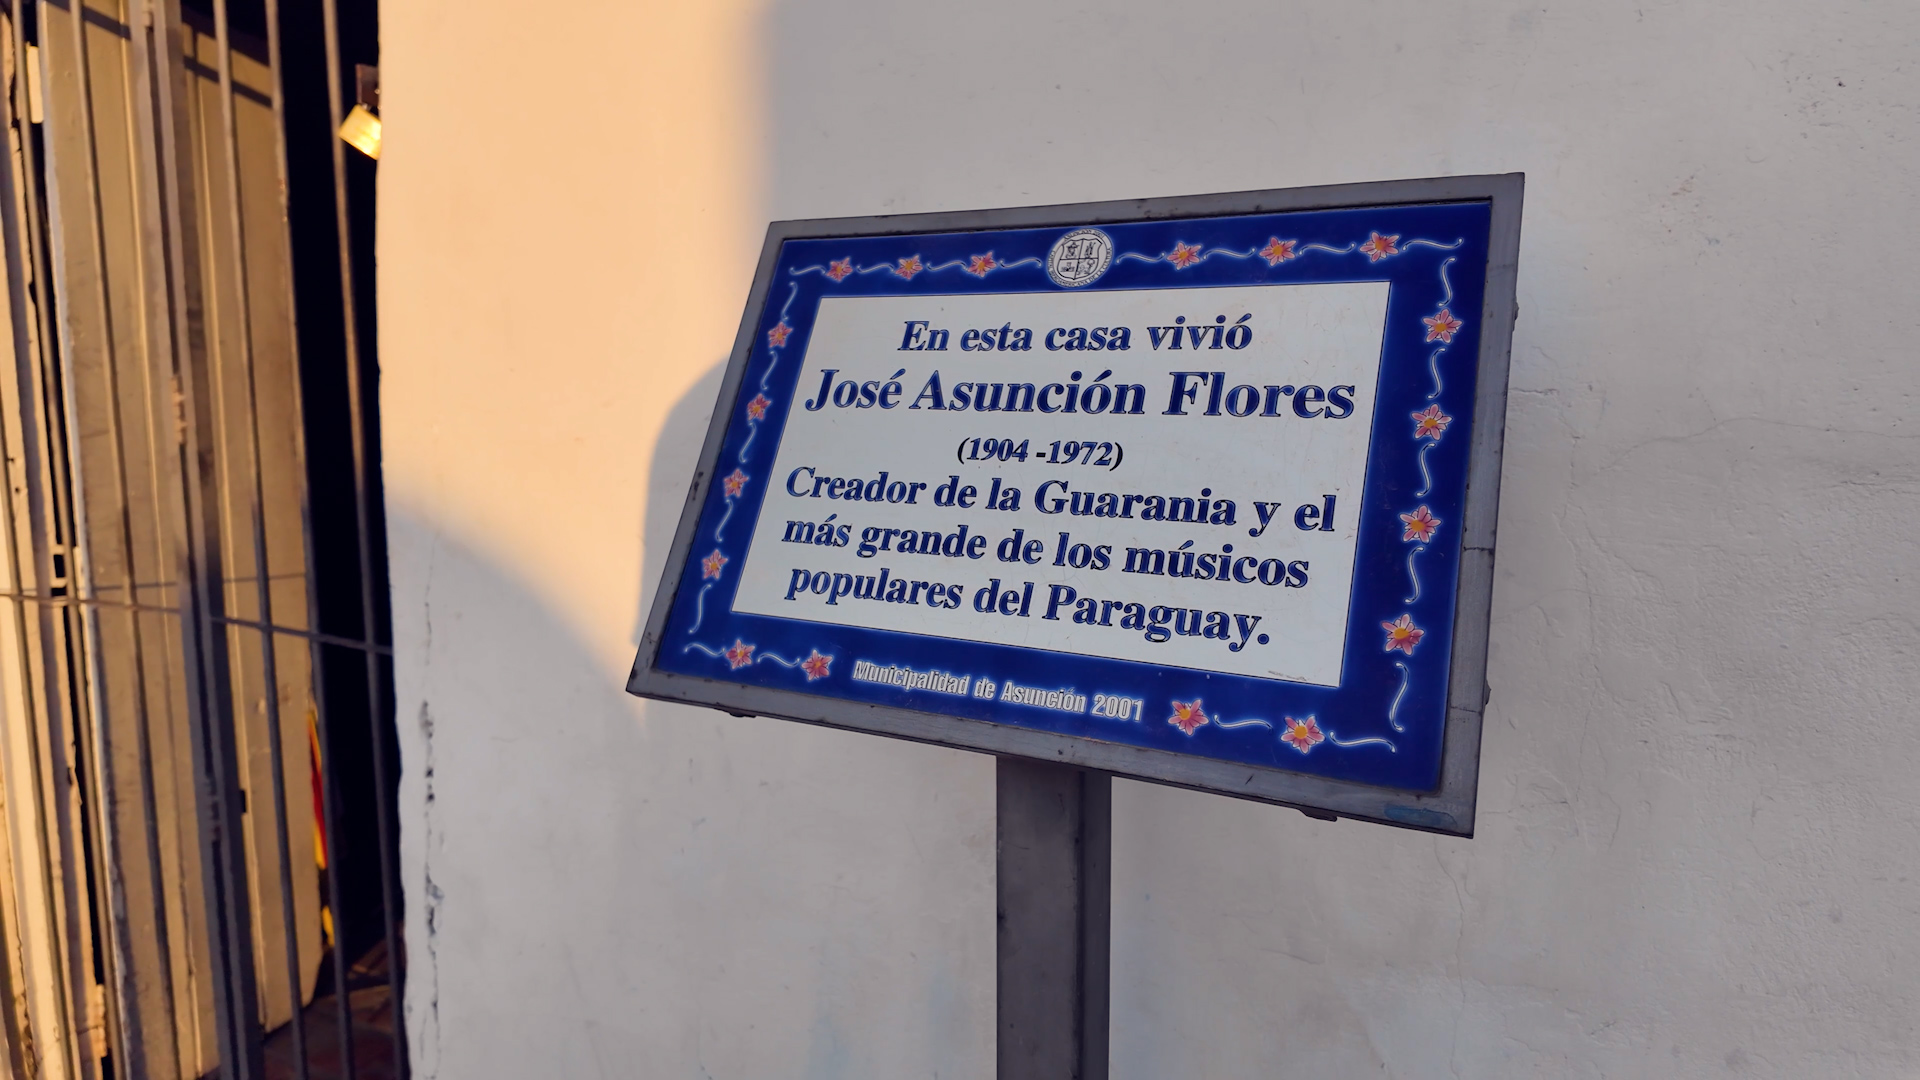 En esta casa vivió
José Asunción Flores
(1904 -1972)
Creador de la Guarania y el
más grande de los músicos
populares del Paraguay.
Municipalidad de Asunción 2001